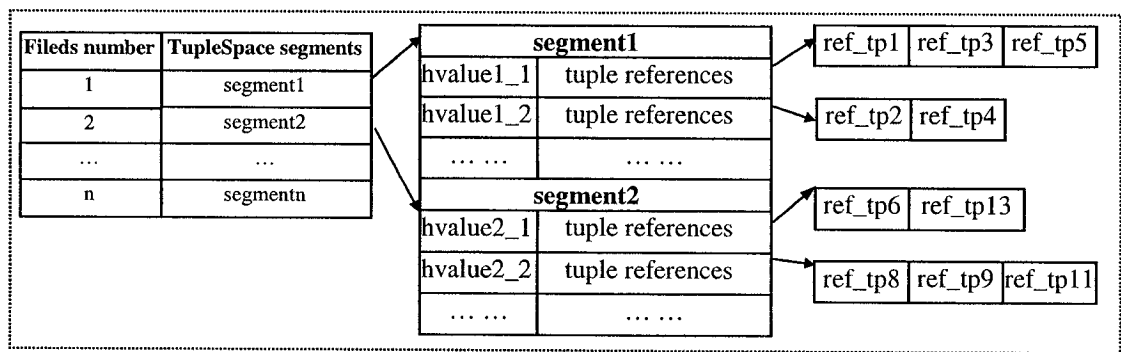 Fileds number TupleSpace segments
1 segment1
2 segment2
... ...
n segmentn
segment1
hvalue1_1 tuple references
hvalue1_2 tuple references
... ... ... ...
segment2
hvalue2_1 tuple references
hvalue2_2 tuple references
... ... ... ...
ref_tp1 ref_tp3 ref_tp5
ref_tp2 ref_tp4
ref_tp6 ref_tp13
ref_tp8 ref_tp9 ref_tp11